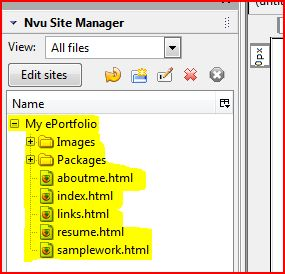 Nvu Site Manager
View: All files
Edit sites
Name
My ePortfolio
Images
Packages
aboutme.html
index.html
links.html
resume.html
samplework.html
0px